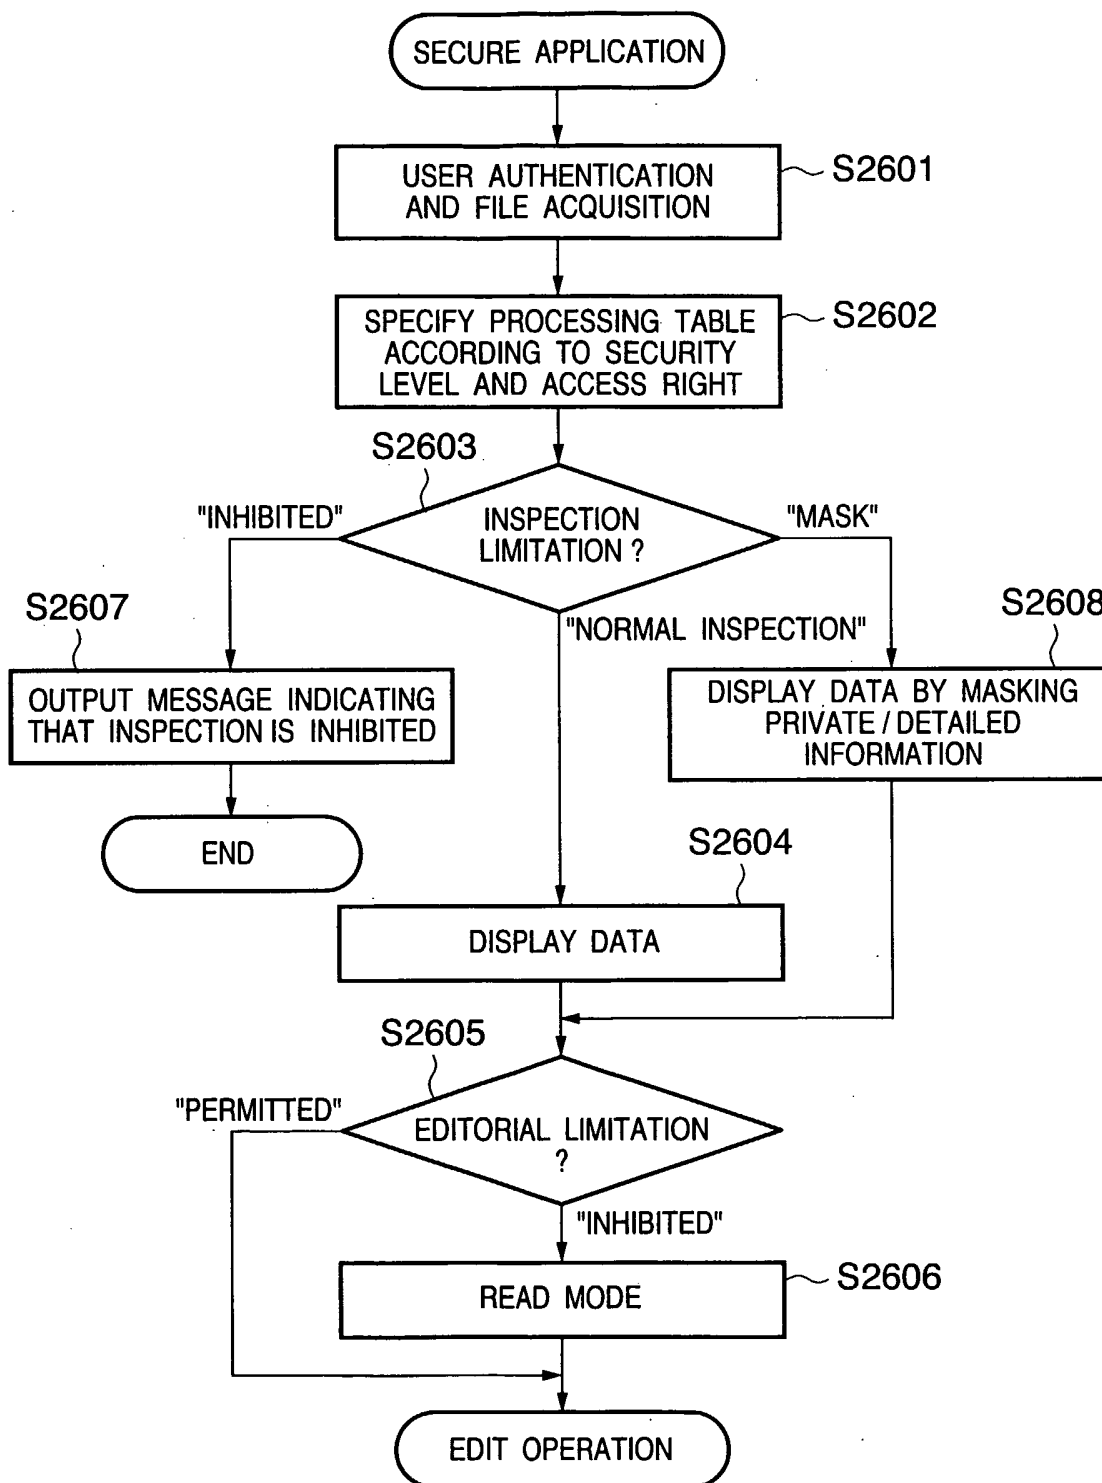 SECURE APPLICATION
USER AUTHENTICATION
AND FILE ACQUISITION
S2601
SPECIFY PROCESSING TABLE
ACCORDING TO SECURITY
LEVEL AND ACCESS RIGHT
S2602
S2603
"INHIBITED"
INSPECTION
LIMITATION ?
"MASK"
"NORMAL INSPECTION"
S2607
OUTPUT MESSAGE INDICATING
THAT INSPECTION IS INHIBITED
END
S2608
DISPLAY DATA BY MASKING
PRIVATE / DETAILED
INFORMATION
S2604
DISPLAY DATA
S2605
"PERMITTED"
EDITORIAL LIMITATION
?
"INHIBITED"
READ MODE
S2606
EDIT OPERATION